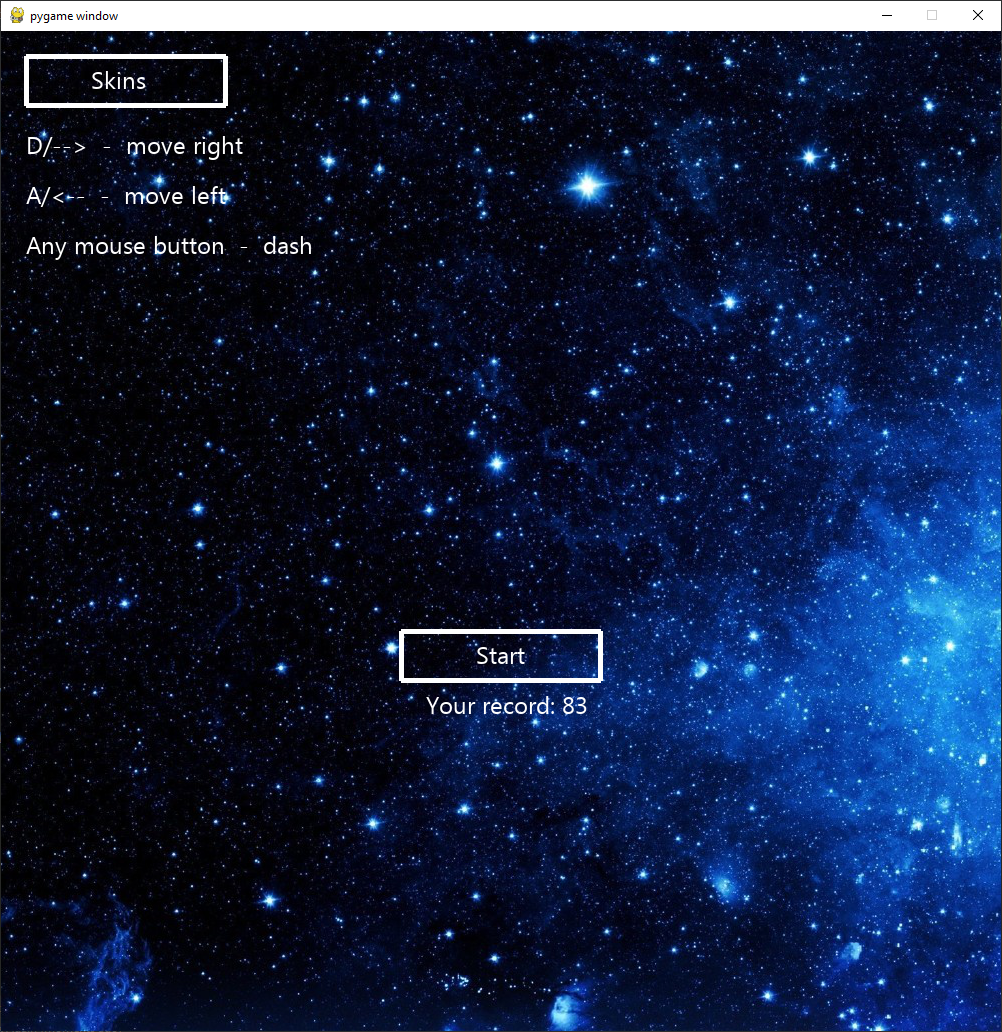 pygame window
Skins
D/--> - move right
A/<-- - move left
Any mouse button - dash
Start
Your record: 83